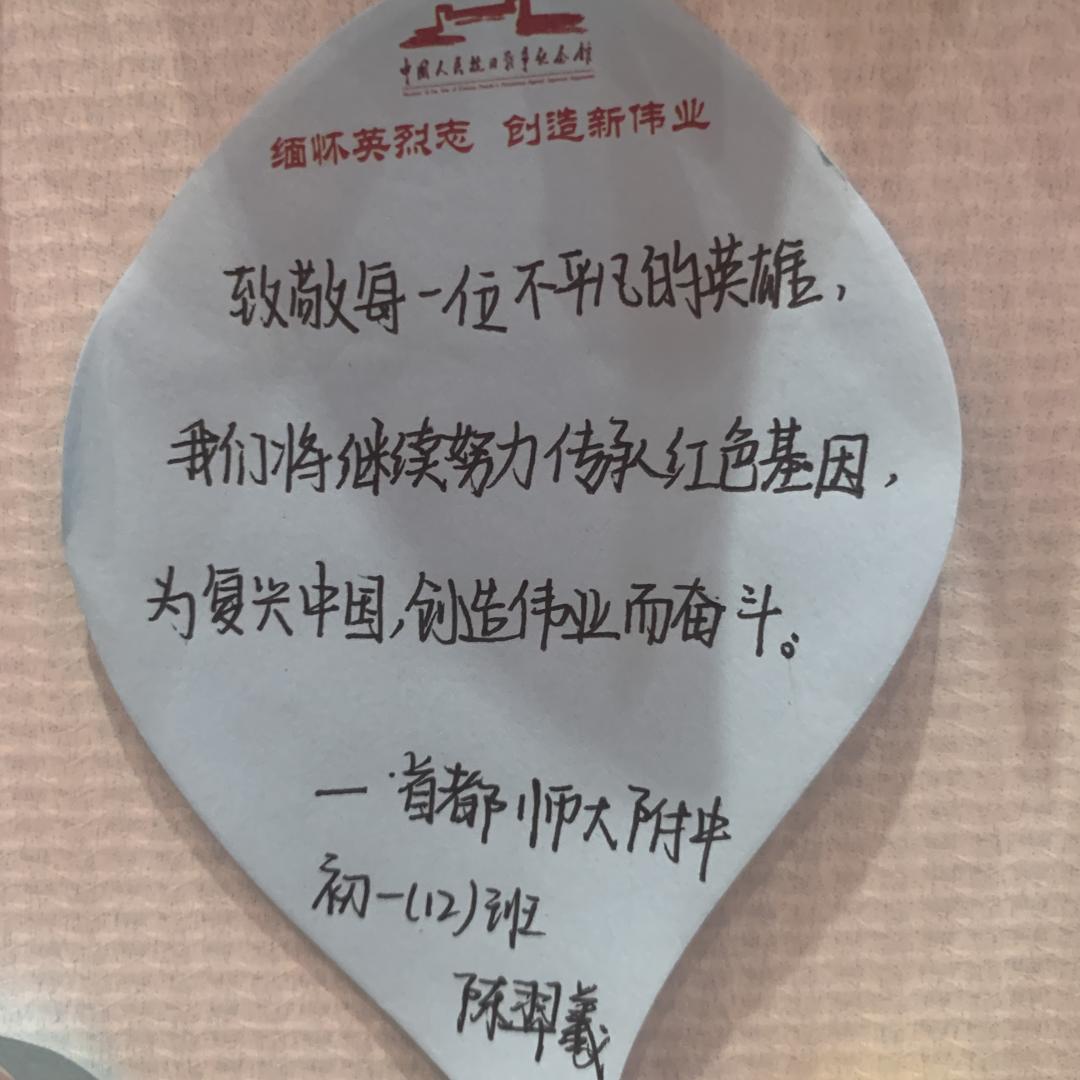 中国人民抗日战争纪念馆
缅怀英烈志 创造新伟业
致敬每一位不平凡的英雄，
我们将继续努力传承红色基因，
为复兴中国，创造伟业而奋斗。
— 首都师大附中
初一(12)班
陈羿羲